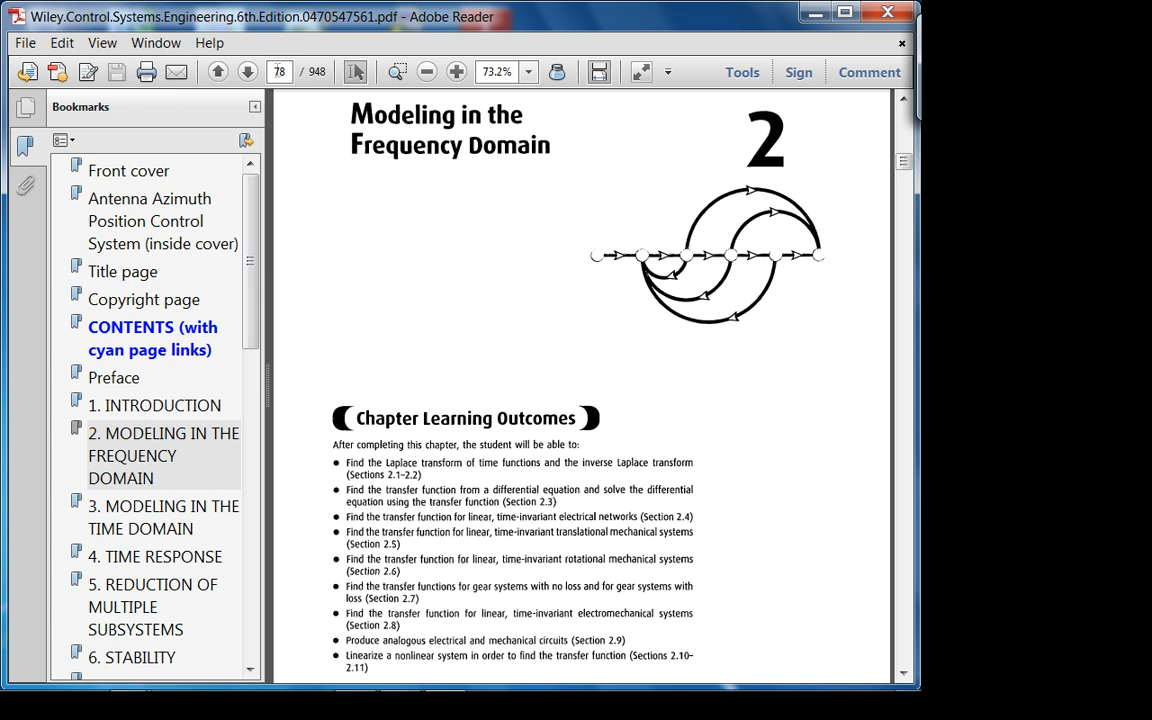 Wiley.Control.Systems.Engineering.6th.Edition.0470547561.pdf - Adobe Reader
File Edit View Window Help
78 / 948 73.2% Tools Sign Comment
Bookmarks
Front cover
Antenna Azimuth
Position Control
System (inside cover)
Title page
Copyright page
CONTENTS (with
cyan page links)
Preface
1. INTRODUCTION
2. MODELING IN THE
FREQUENCY
DOMAIN
3. MODELING IN THE
TIME DOMAIN
4. TIME RESPONSE
5. REDUCTION OF
MULTIPLE
SUBSYSTEMS
6. STABILITY
Modeling in the
Frequency Domain
2
Chapter Learning Outcomes
After completing this chapter, the student will be able to:
• Find the Laplace transform of time functions and the inverse Laplace transform
(Sections 2.1–2.2)
• Find the transfer function from a differential equation and solve the differential
equation using the transfer function (Section 2.3)
• Find the transfer function for linear, time-invariant electrical networks (Section 2.4)
• Find the transfer function for linear, time-invariant translational mechanical systems
(Section 2.5)
• Find the transfer function for linear, time-invariant rotational mechanical systems
(Section 2.6)
• Find the transfer functions for gear systems with no loss and for gear systems with
loss (Section 2.7)
• Find the transfer function for linear, time-invariant electromechanical systems
(Section 2.8)
• Produce analogous electrical and mechanical circuits (Section 2.9)
• Linearize a nonlinear system in order to find the transfer function (Sections 2.10–
2.11)